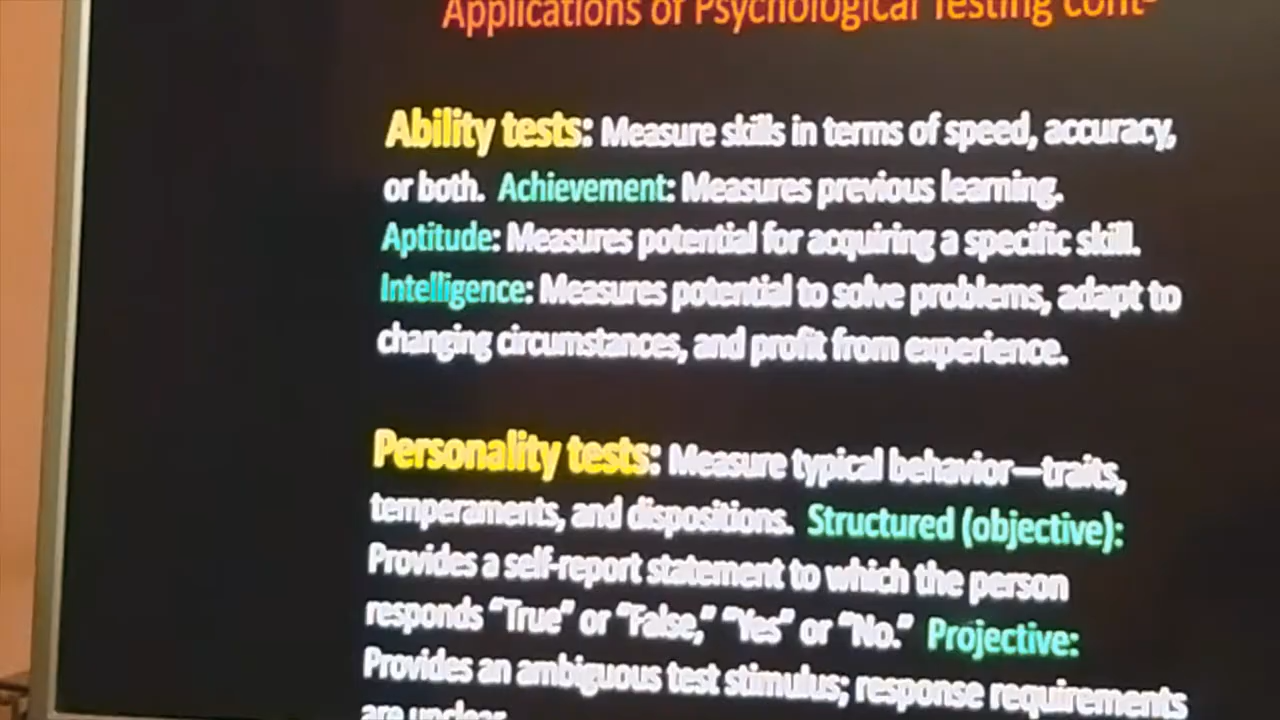 Applications of Psychological Testing cont-
Ability tests: Measure skills in terms of speed, accuracy,
or both. Achievement: Measures previous learning.
Aptitude: Measures potential for acquiring a specific skill.
Intelligence: Measures potential to solve problems, adapt to
changing circumstances, and profit from experience.
Personality tests: Measure typical behavior—traits,
temperaments, and dispositions. Structured (objective):
Provides a self-report statement to which the person
responds “True” or “False,” “Yes” or “No.” Projective:
Provides an ambiguous test stimulus; response requirements
are unclear